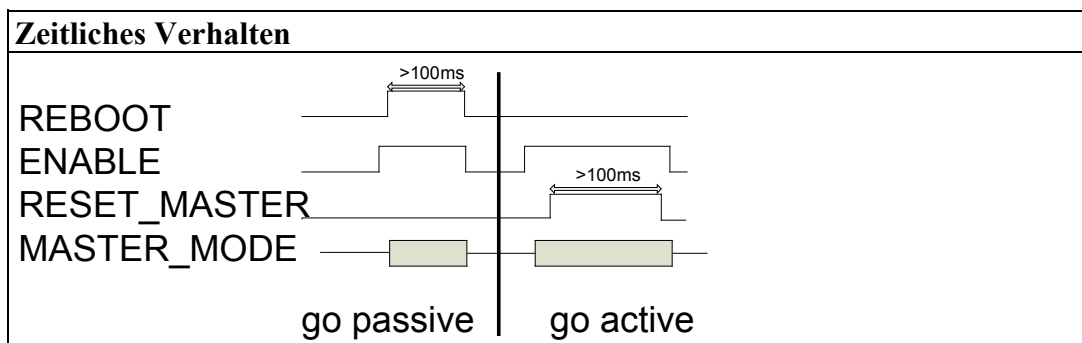 Zeitliches Verhalten
>100ms
REBOOT
ENABLE
>100ms
RESET_MASTER
MASTER_MODE
go passive
go active